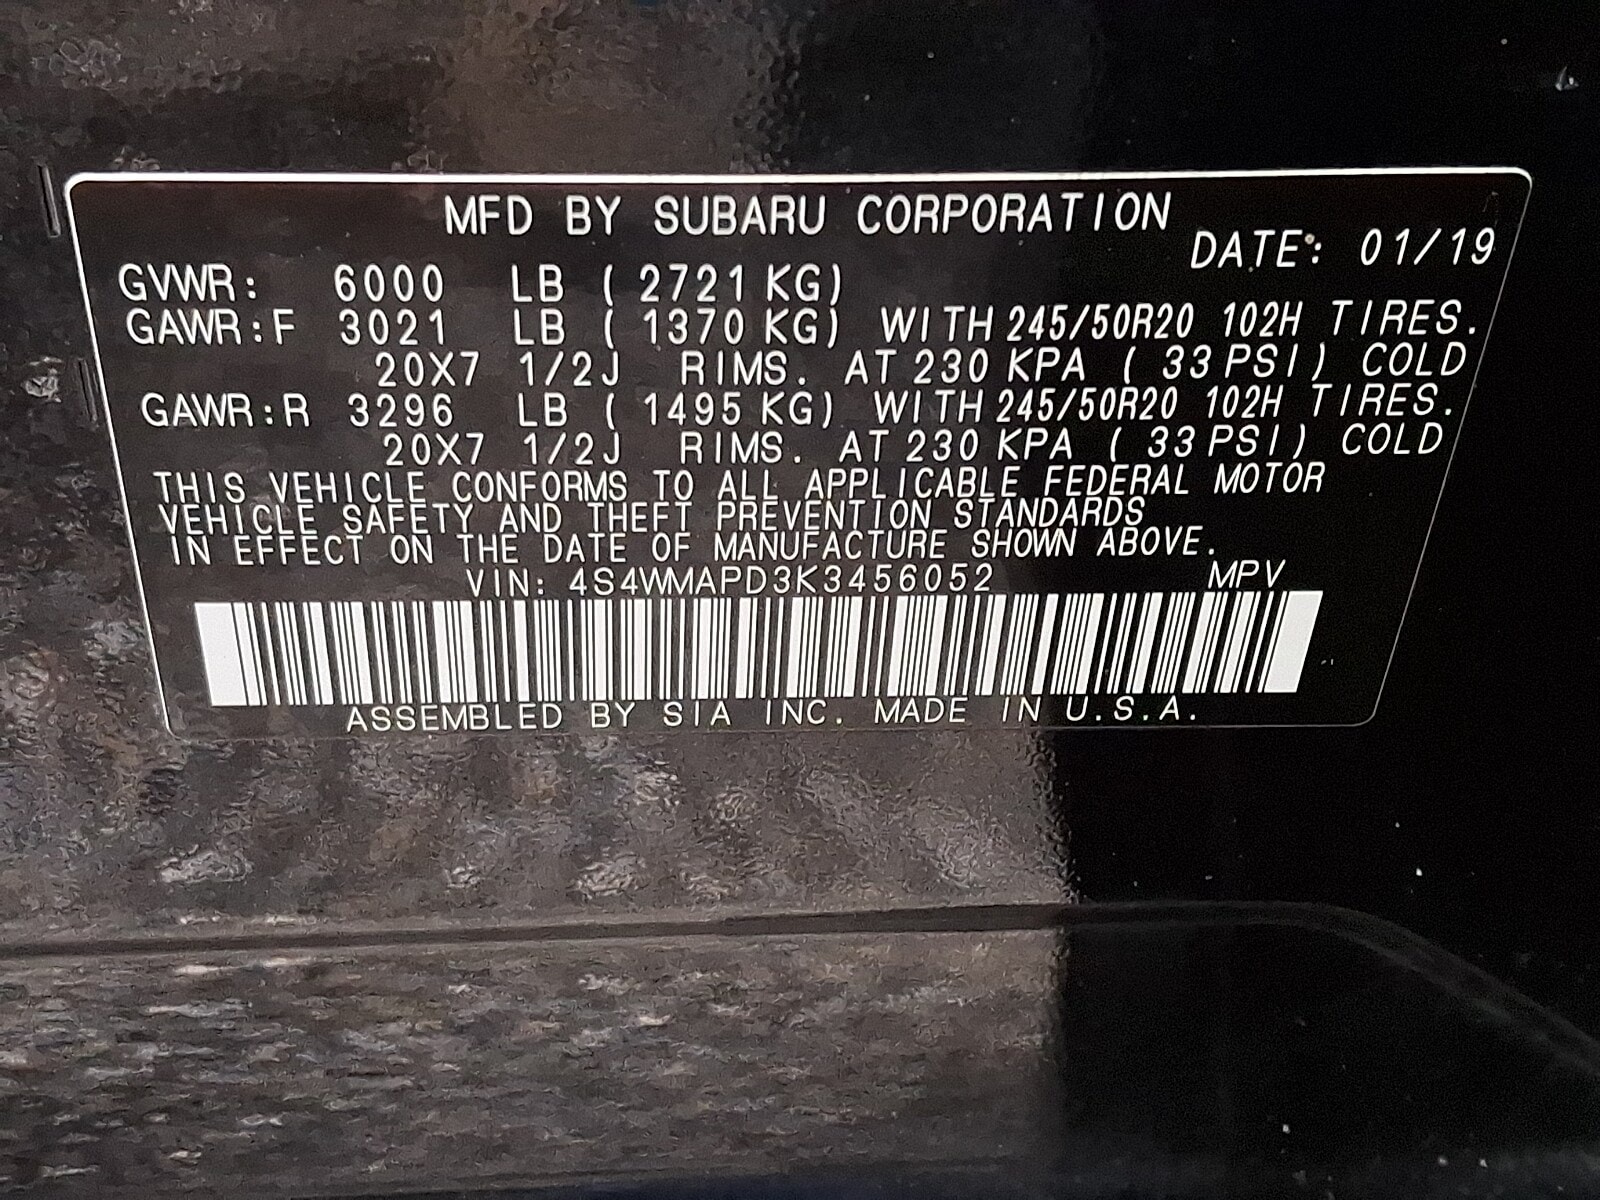 MFD BY SUBARU CORPORATION
DATE: 01/19
GVWR: 6000 LB ( 2721 KG)
GAWR:F 3021 LB ( 1370 KG) WITH 245/50R20 102H TIRES.
20X7 1/2J RIMS. AT 230 KPA ( 33 PSI) COLD
GAWR:R 3296 LB ( 1495 KG) WITH 245/50R20 102H TIRES.
20X7 1/2J RIMS. AT 230 KPA ( 33 PSI) COLD
THIS VEHICLE CONFORMS TO ALL APPLICABLE FEDERAL MOTOR
VEHICLE SAFETY AND THEFT PREVENTION STANDARDS
IN EFFECT ON THE DATE OF MANUFACTURE SHOWN ABOVE.
VIN: 4S4WMAPD3K3456052 MPV
ASSEMBLED BY SIA INC. MADE IN U.S.A.